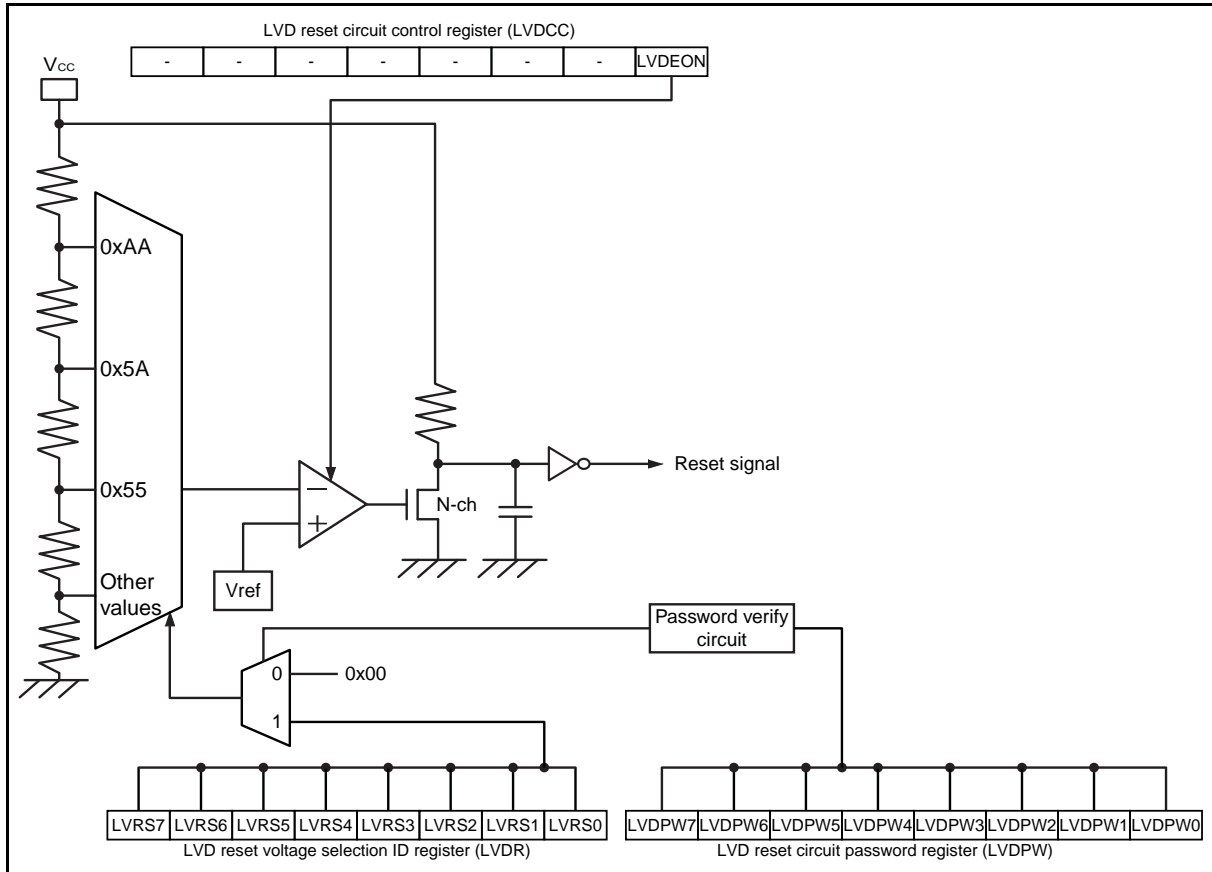 LVD reset circuit control register (LVDCC)
- - - - - - - LVDEON
Vcc
0xAA
0x5A
0x55
Other
values
−
+
Vref
N-ch
Reset signal
Password verify
circuit
0
0x00
1
LVRS7 LVRS6 LVRS5 LVRS4 LVRS3 LVRS2 LVRS1 LVRS0
LVD reset voltage selection ID register (LVDR)
LVDPW7 LVDPW6 LVDPW5 LVDPW4 LVDPW3 LVDPW2 LVDPW1 LVDPW0
LVD reset circuit password register (LVDPW)